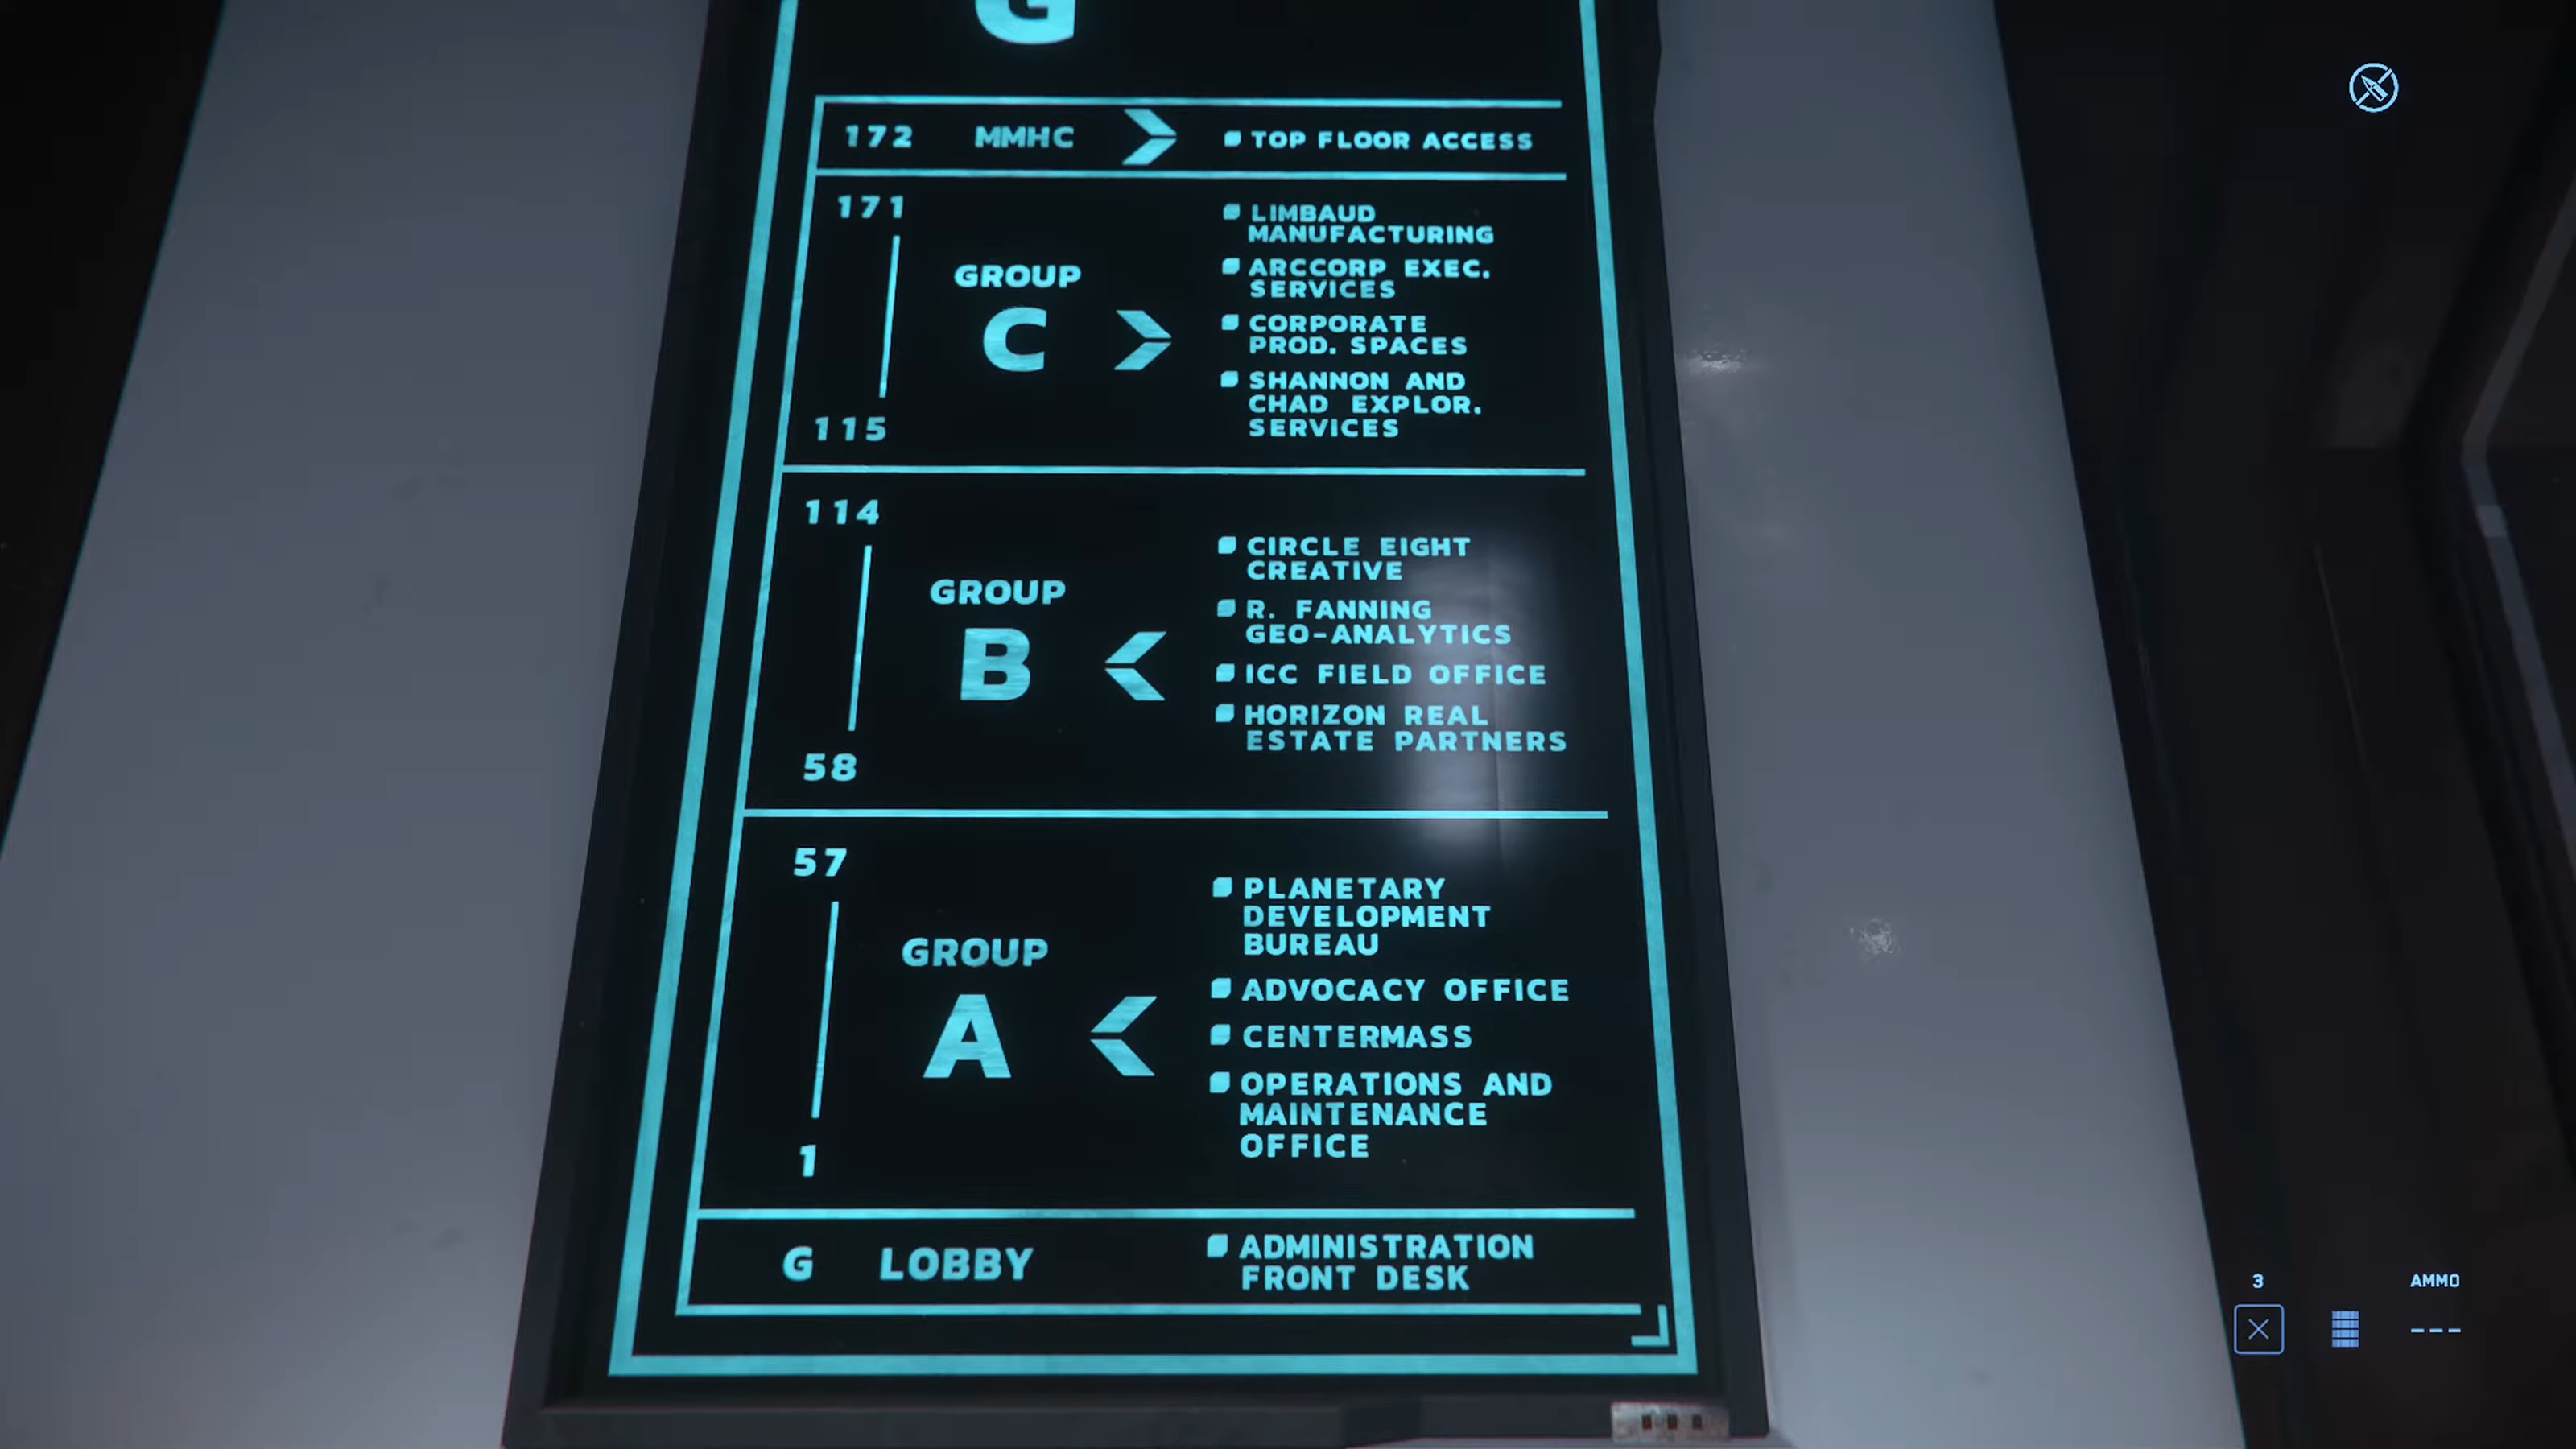 G
172 MMHC TOP FLOOR ACCESS
171
115
GROUP
C
LIMBAUD
MANUFACTURING
ARCCORP EXEC.
SERVICES
CORPORATE
PROD. SPACES
SHANNON AND
CHAD EXPLOR.
SERVICES
114
58
GROUP
B
CIRCLE EIGHT
CREATIVE
R. FANNING
GEO-ANALYTICS
ICC FIELD OFFICE
HORIZON REAL
ESTATE PARTNERS
57
1
GROUP
A
PLANETARY
DEVELOPMENT
BUREAU
ADVOCACY OFFICE
CENTERMASS
OPERATIONS AND
MAINTENANCE
OFFICE
G LOBBY
ADMINISTRATION
FRONT DESK
3
AMMO
---